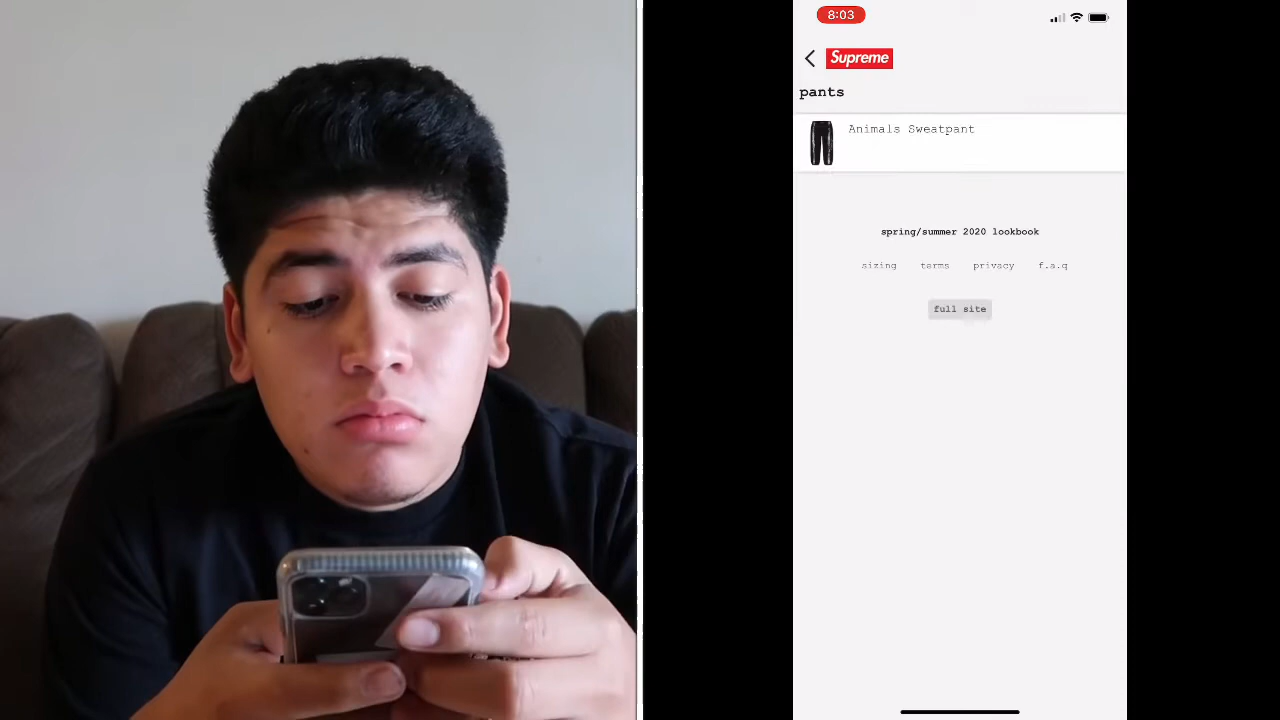 8:03
Supreme
pants
Animals Sweatpant
spring/summer 2020 lookbook
sizing terms privacy f.a.q
full site